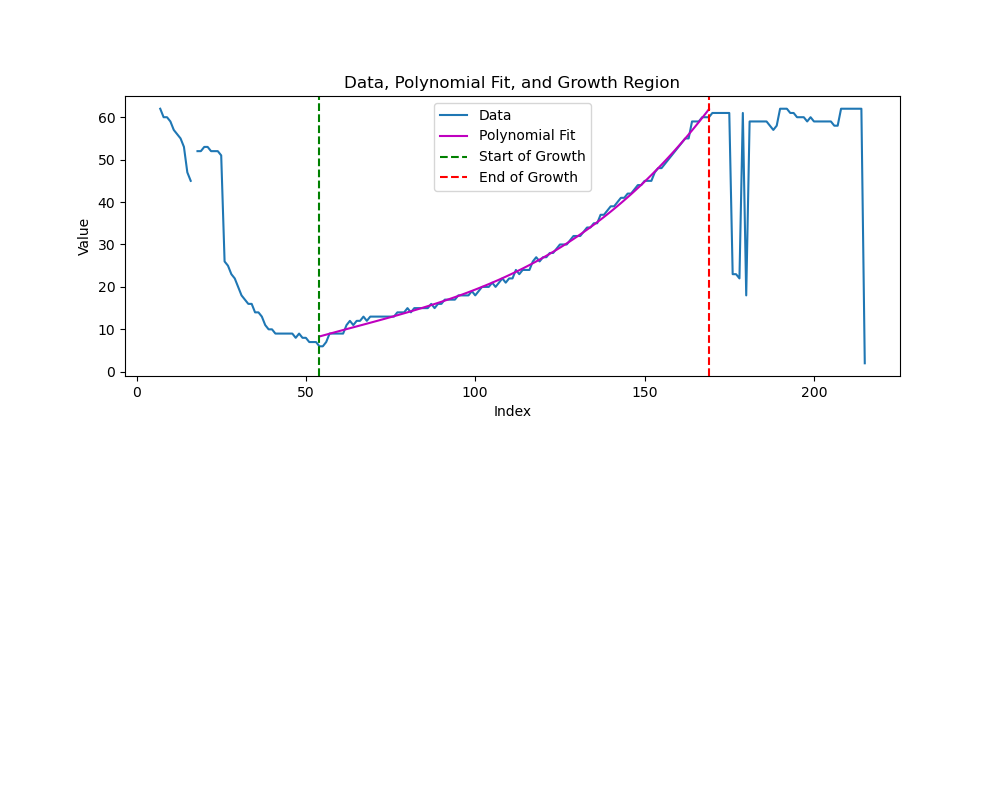 Data, Polynomial Fit, and Growth Region
Data
Polynomial Fit
Start of Growth
End of Growth
Value
60
50
40
30
20
10
0
0 50 100 150 200
Index